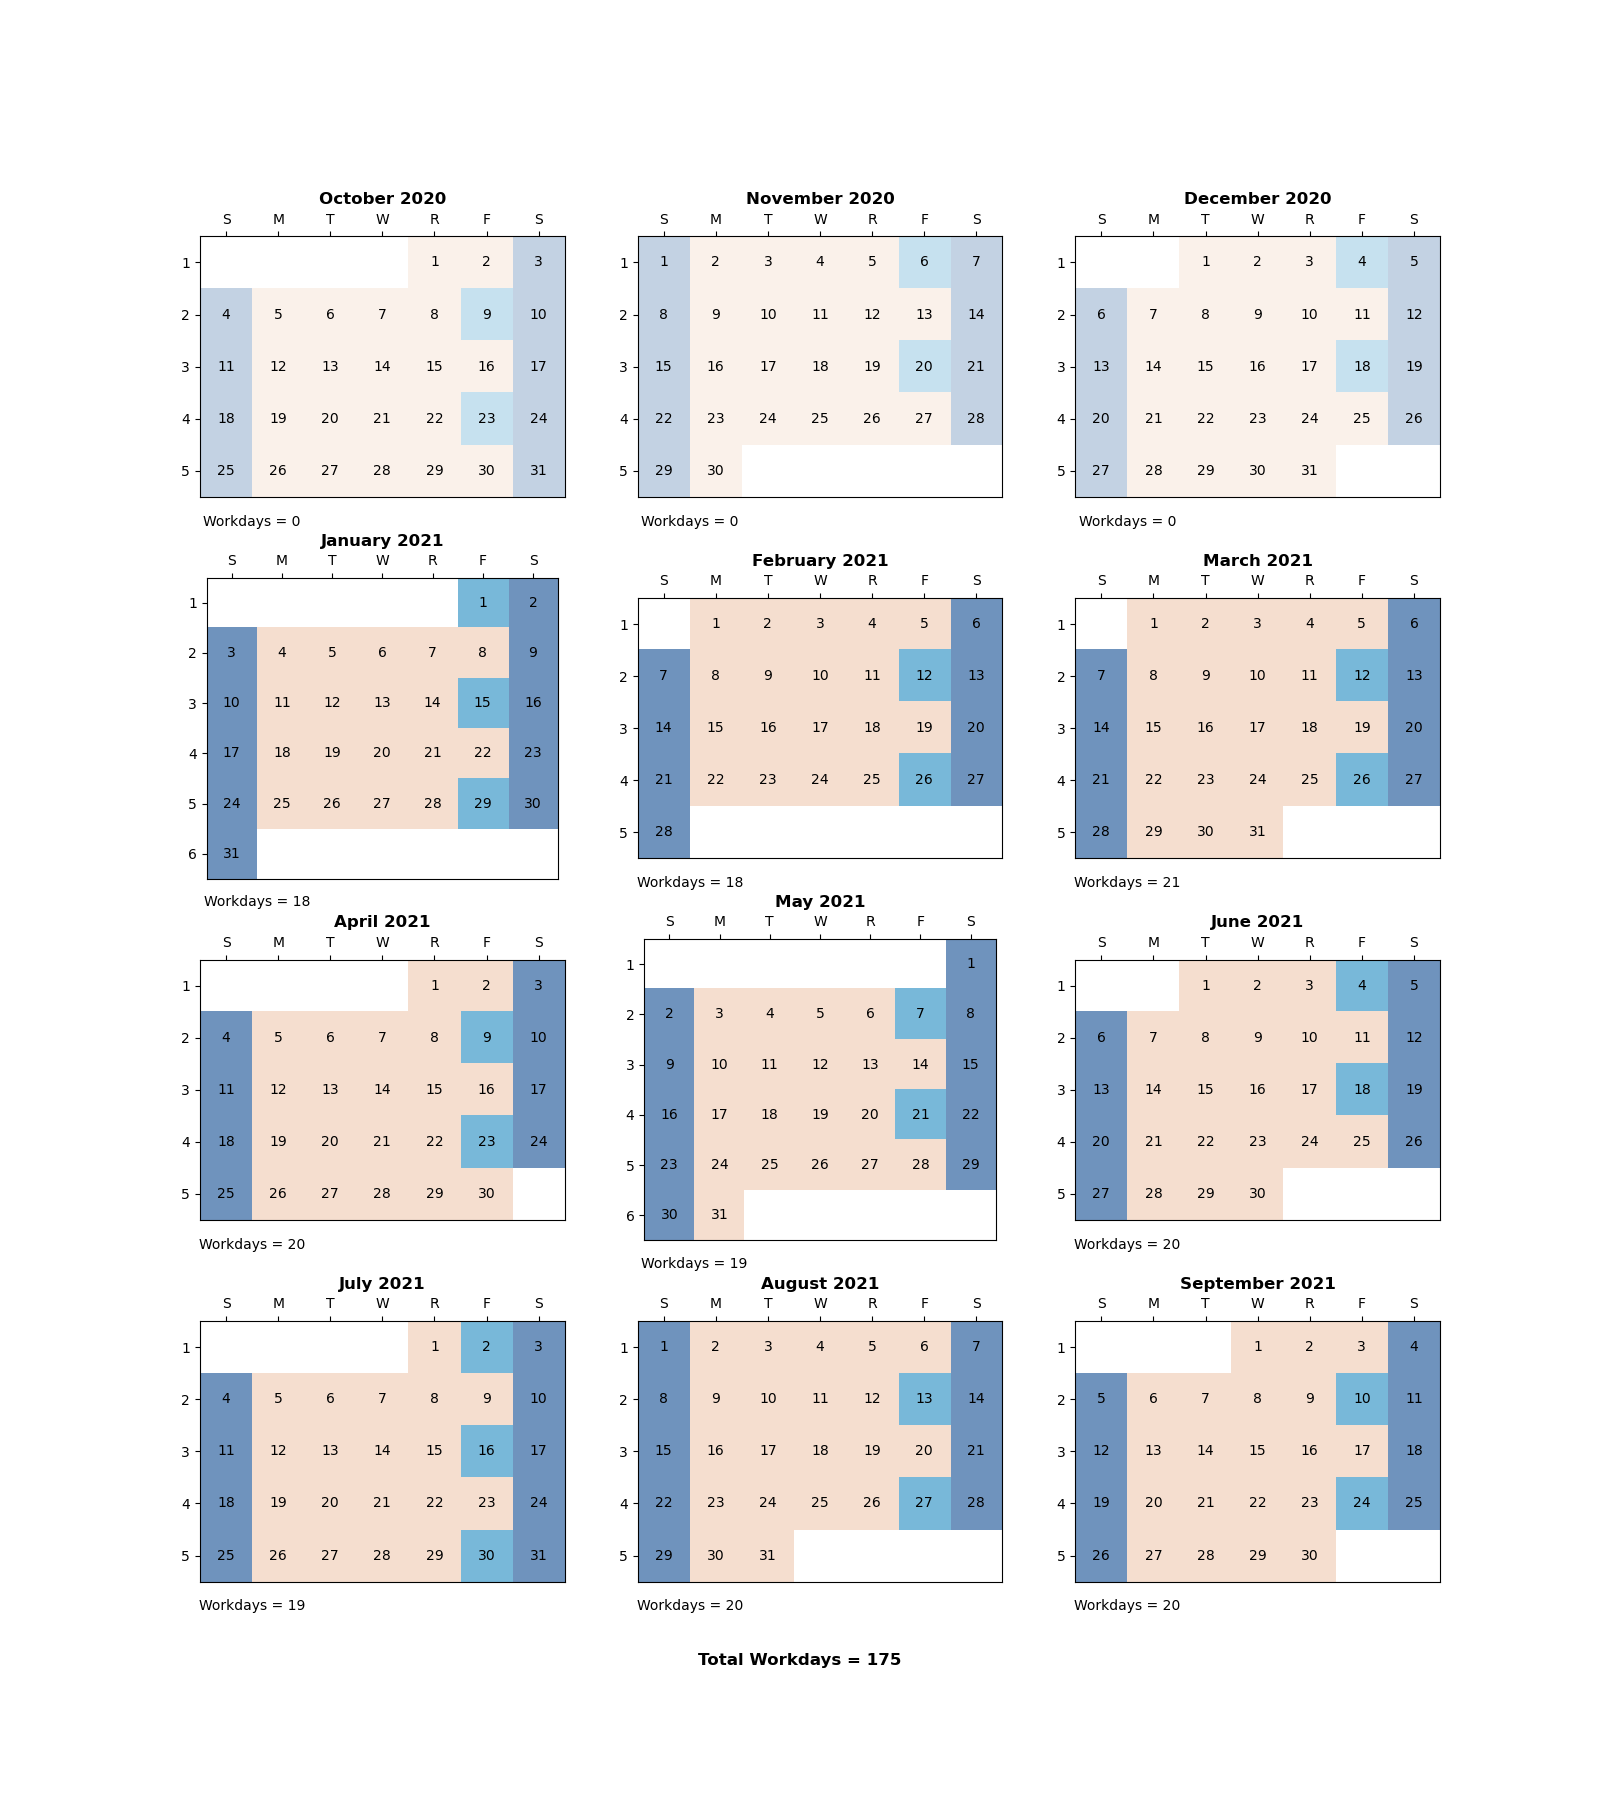 October 2020
S M T W R F S
1 1 2 3
2 4 5 6 7 8 9 10
3 11 12 13 14 15 16 17
4 18 19 20 21 22 23 24
5 25 26 27 28 29 30 31
Workdays = 0
November 2020
S M T W R F S
1 1 2 3 4 5 6 7
2 8 9 10 11 12 13 14
3 15 16 17 18 19 20 21
4 22 23 24 25 26 27 28
5 29 30
Workdays = 0
December 2020
S M T W R F S
1 1 2 3 4 5
2 6 7 8 9 10 11 12
3 13 14 15 16 17 18 19
4 20 21 22 23 24 25 26
5 27 28 29 30 31
Workdays = 0
January 2021
S M T W R F S
1 1 2
2 3 4 5 6 7 8 9
3 10 11 12 13 14 15 16
4 17 18 19 20 21 22 23
5 24 25 26 27 28 29 30
6 31
Workdays = 18
February 2021
S M T W R F S
1 1 2 3 4 5 6
2 7 8 9 10 11 12 13
3 14 15 16 17 18 19 20
4 21 22 23 24 25 26 27
5 28
Workdays = 18
March 2021
S M T W R F S
1 1 2 3 4 5 6
2 7 8 9 10 11 12 13
3 14 15 16 17 18 19 20
4 21 22 23 24 25 26 27
5 28 29 30 31
Workdays = 21
April 2021
S M T W R F S
1 1 2 3
2 4 5 6 7 8 9 10
3 11 12 13 14 15 16 17
4 18 19 20 21 22 23 24
5 25 26 27 28 29 30
Workdays = 20
May 2021
S M T W R F S
1 1
2 2 3 4 5 6 7 8
3 9 10 11 12 13 14 15
4 16 17 18 19 20 21 22
5 23 24 25 26 27 28 29
6 30 31
Workdays = 19
June 2021
S M T W R F S
1 1 2 3 4 5
2 6 7 8 9 10 11 12
3 13 14 15 16 17 18 19
4 20 21 22 23 24 25 26
5 27 28 29 30
Workdays = 20
July 2021
S M T W R F S
1 1 2 3
2 4 5 6 7 8 9 10
3 11 12 13 14 15 16 17
4 18 19 20 21 22 23 24
5 25 26 27 28 29 30 31
Workdays = 19
August 2021
S M T W R F S
1 1 2 3 4 5 6 7
2 8 9 10 11 12 13 14
3 15 16 17 18 19 20 21
4 22 23 24 25 26 27 28
5 29 30 31
Workdays = 20
September 2021
S M T W R F S
1 1 2 3 4
2 5 6 7 8 9 10 11
3 12 13 14 15 16 17 18
4 19 20 21 22 23 24 25
5 26 27 28 29 30
Workdays = 20
Total Workdays = 175